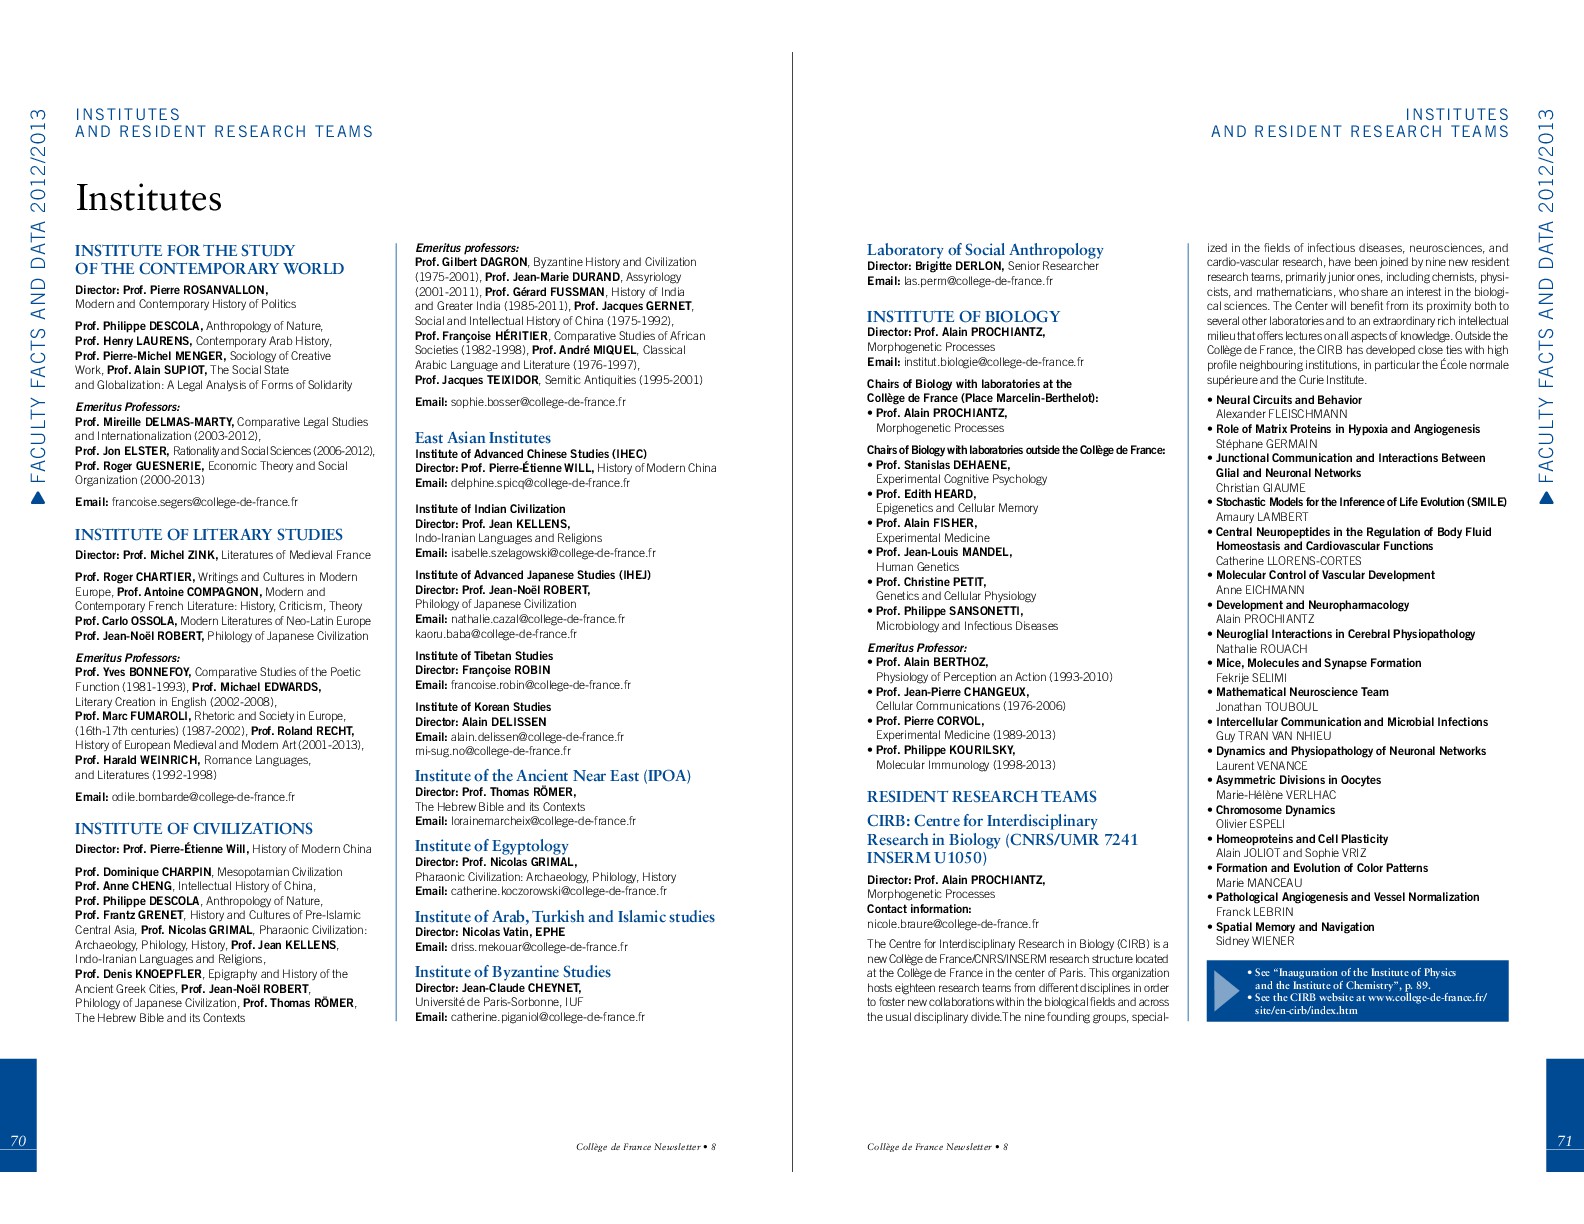 FACULTY FACTS AND DATA 2012/2013
INSTITUTES
AND RESIDENT RESEARCH TEAMS
Institutes
INSTITUTE FOR THE STUDY
OF THE CONTEMPORARY WORLD
Director: Prof. Pierre ROSANVALLON,
Modern and Contemporary History of Politics
Prof. Philippe DESCOLA, Anthropology of Nature,
Prof. Henry LAURENS, Contemporary Arab History,
Prof. Pierre-Michel MENGER, Sociology of Creative
Work, Prof. Alain SUPIOT, The Social State
and Globalization: A Legal Analysis of Forms of Solidarity
Emeritus Professors:
Prof. Mireille DELMAS-MARTY, Comparative Legal Studies
and Internationalization (2003-2012),
Prof. Jon ELSTER, Rationality and Social Sciences (2006-2012),
Prof. Roger GUESNERIE, Economic Theory and Social
Organization (2000-2013)
Email: francoise.segers@college-de-france.fr
INSTITUTE OF LITERARY STUDIES
Director: Prof. Michel ZINK, Literatures of Medieval France
Prof. Roger CHARTIER, Writings and Cultures in Modern
Europe, Prof. Antoine COMPAGNON, Modern and
Contemporary French Literature: History, Criticism, Theory
Prof. Carlo OSSOLA, Modern Literatures of Neo-Latin Europe
Prof. Jean-Noël ROBERT, Philology of Japanese Civilization
Emeritus Professors:
Prof. Yves BONNEFOY, Comparative Studies of the Poetic
Function (1981-1993), Prof. Michael EDWARDS,
Literary Creation in English (2002-2008),
Prof. Marc FUMAROLI, Rhetoric and Society in Europe,
(16th-17th centuries) (1987-2002), Prof. Roland RECHT,
History of European Medieval and Modern Art (2001-2013),
Prof. Harald WEINRICH, Romance Languages,
and Literatures (1992-1998)
Email: odile.bombarde@college-de-france.fr
INSTITUTE OF CIVILIZATIONS
Director: Prof. Pierre-Étienne Will, History of Modern China
Prof. Dominique CHARPIN, Mesopotamian Civilization
Prof. Anne CHENG, Intellectual History of China,
Prof. Philippe DESCOLA, Anthropology of Nature,
Prof. Frantz GRENET, History and Cultures of Pre-Islamic
Central Asia, Prof. Nicolas GRIMAL, Pharaonic Civilization:
Archaeology, Philology, History, Prof. Jean KELLENS,
Indo-Iranian Languages and Religions,
Prof. Denis KNOEPFLER, Epigraphy and History of the
Ancient Greek Cities, Prof. Jean-Noël ROBERT,
Philology of Japanese Civilization, Prof. Thomas RÖMER,
The Hebrew Bible and its Contexts
Emeritus professors:
Prof. Gilbert DAGRON, Byzantine History and Civilization
(1975-2001), Prof. Jean-Marie DURAND, Assyriology
(2001-2011), Prof. Gérard FUSSMAN, History of India
and Greater India (1985-2011), Prof. Jacques GERNET,
Social and Intellectual History of China (1975-1992),
Prof. Françoise HÉRITIER, Comparative Studies of African
Societies (1982-1998), Prof. André MIQUEL, Classical
Arabic Language and Literature (1976-1997),
Prof. Jacques TEIXIDOR, Semitic Antiquities (1995-2001)
Email: sophie.bosser@college-de-france.fr
East Asian Institutes
Institute of Advanced Chinese Studies (IHEC)
Director: Prof. Pierre-Étienne WILL, History of Modern China
Email: delphine.spicq@college-de-france.fr
Institute of Indian Civilization
Director: Prof. Jean KELLENS,
Indo-Iranian Languages and Religions
Email: isabelle.szelagowski@college-de-france.fr
Institute of Advanced Japanese Studies (IHEJ)
Director: Prof. Jean-Noël ROBERT,
Philology of Japanese Civilization
Email: nathalie.cazal@college-de-france.fr
kaoru.baba@college-de-france.fr
Institute of Tibetan Studies
Director: Françoise ROBIN
Email: francoise.robin@college-de-france.fr
Institute of Korean Studies
Director: Alain DELISSEN
Email: alain.delissen@college-de-france.fr
mi-sug.no@college-de-france.fr
Institute of the Ancient Near East (IPOA)
Director: Prof. Thomas RÖMER,
The Hebrew Bible and its Contexts
Email: lorainemarcheix@college-de-france.fr
Institute of Egyptology
Director: Prof. Nicolas GRIMAL,
Pharaonic Civilization: Archaeology, Philology, History
Email: catherine.koczorowski@college-de-france.fr
Institute of Arab, Turkish and Islamic studies
Director: Nicolas Vatin, EPHE
Email: driss.mekouar@college-de-france.fr
Institute of Byzantine Studies
Director: Jean-Claude CHEYNET,
Université de Paris-Sorbonne, IUF
Email: catherine.piganiol@college-de-france.fr
70
Collège de France Newsletter • 8
INSTITUTES
AND RESIDENT RESEARCH TEAMS
FACULTY FACTS AND DATA 2012/2013
Laboratory of Social Anthropology
Director: Brigitte DERLON, Senior Researcher
Email: las.perm@college-de-france.fr
INSTITUTE OF BIOLOGY
Director: Prof. Alain PROCHIANTZ,
Morphogenetic Processes
Email: institut.biologie@college-de-france.fr
Chairs of Biology with laboratories at the
Collège de France (Place Marcelin-Berthelot):
• Prof. Alain PROCHIANTZ,
Morphogenetic Processes
Chairs of Biology with laboratories outside the Collège de France:
• Prof. Stanislas DEHAENE,
Experimental Cognitive Psychology
• Prof. Edith HEARD,
Epigenetics and Cellular Memory
• Prof. Alain FISHER,
Experimental Medicine
• Prof. Jean-Louis MANDEL,
Human Genetics
• Prof. Christine PETIT,
Genetics and Cellular Physiology
• Prof. Philippe SANSONETTI,
Microbiology and Infectious Diseases
Emeritus Professor:
• Prof. Alain BERTHOZ,
Physiology of Perception an Action (1993-2010)
• Prof. Jean-Pierre CHANGEUX,
Cellular Communications (1976-2006)
• Prof. Pierre CORVOL,
Experimental Medicine (1989-2013)
• Prof. Philippe KOURILSKY,
Molecular Immunology (1998-2013)
RESIDENT RESEARCH TEAMS
CIRB: Centre for Interdisciplinary
Research in Biology (CNRS/UMR 7241
INSERM U1050)
Director: Prof. Alain PROCHIANTZ,
Morphogenetic Processes
Contact information:
nicole.braure@college-de-france.fr
The Centre for Interdisciplinary Research in Biology (CIRB) is a
new Collège de France/CNRS/INSERM research structure located
at the Collège de France in the center of Paris. This organization
hosts eighteen research teams from different disciplines in order
to foster new collaborations within the biological fields and across
the usual disciplinary divide.The nine founding groups, special-
ized in the fields of infectious diseases, neurosciences, and
cardio-vascular research, have been joined by nine new resident
research teams, primarily junior ones, including chemists, physi-
cists, and mathematicians, who share an interest in the biologi-
cal sciences. The Center will benefit from its proximity both to
several other laboratories and to an extraordinary rich intellectual
milieu that offers lectures on all aspects of knowledge. Outside the
Collège de France, the CIRB has developed close ties with high
profile neighbouring institutions, in particular the École normale
supérieure and the Curie Institute.
• Neural Circuits and Behavior
Alexander FLEISCHMANN
• Role of Matrix Proteins in Hypoxia and Angiogenesis
Stéphane GERMAIN
• Junctional Communication and Interactions Between
Glial and Neuronal Networks
Christian GIAUME
• Stochastic Models for the Inference of Life Evolution (SMILE)
Amaury LAMBERT
• Central Neuropeptides in the Regulation of Body Fluid
Homeostasis and Cardiovascular Functions
Catherine LLORENS-CORTES
• Molecular Control of Vascular Development
Anne EICHMANN
• Development and Neuropharmacology
Alain PROCHIANTZ
• Neuroglial Interactions in Cerebral Physiopathology
Nathalie ROUACH
• Mice, Molecules and Synapse Formation
Fekrije SELIMI
• Mathematical Neuroscience Team
Jonathan TOUBOUL
• Intercellular Communication and Microbial Infections
Guy TRAN VAN NHIEU
• Dynamics and Physiopathology of Neuronal Networks
Laurent VENANCE
• Asymmetric Divisions in Oocytes
Marie-Hélène VERLHAC
• Chromosome Dynamics
Olivier ESPELI
• Homeoproteins and Cell Plasticity
Alain JOLIOT and Sophie VRIZ
• Formation and Evolution of Color Patterns
Marie MANCEAU
• Pathological Angiogenesis and Vessel Normalization
Franck LEBRIN
• Spatial Memory and Navigation
Sidney WIENER
• See “Inauguration of the Institute of Physics
and the Institute of Chemistry”, p. 89.
• See the CIRB website at www.college-de-france.fr/
site/en-cirb/index.htm
Collège de France Newsletter • 8
71